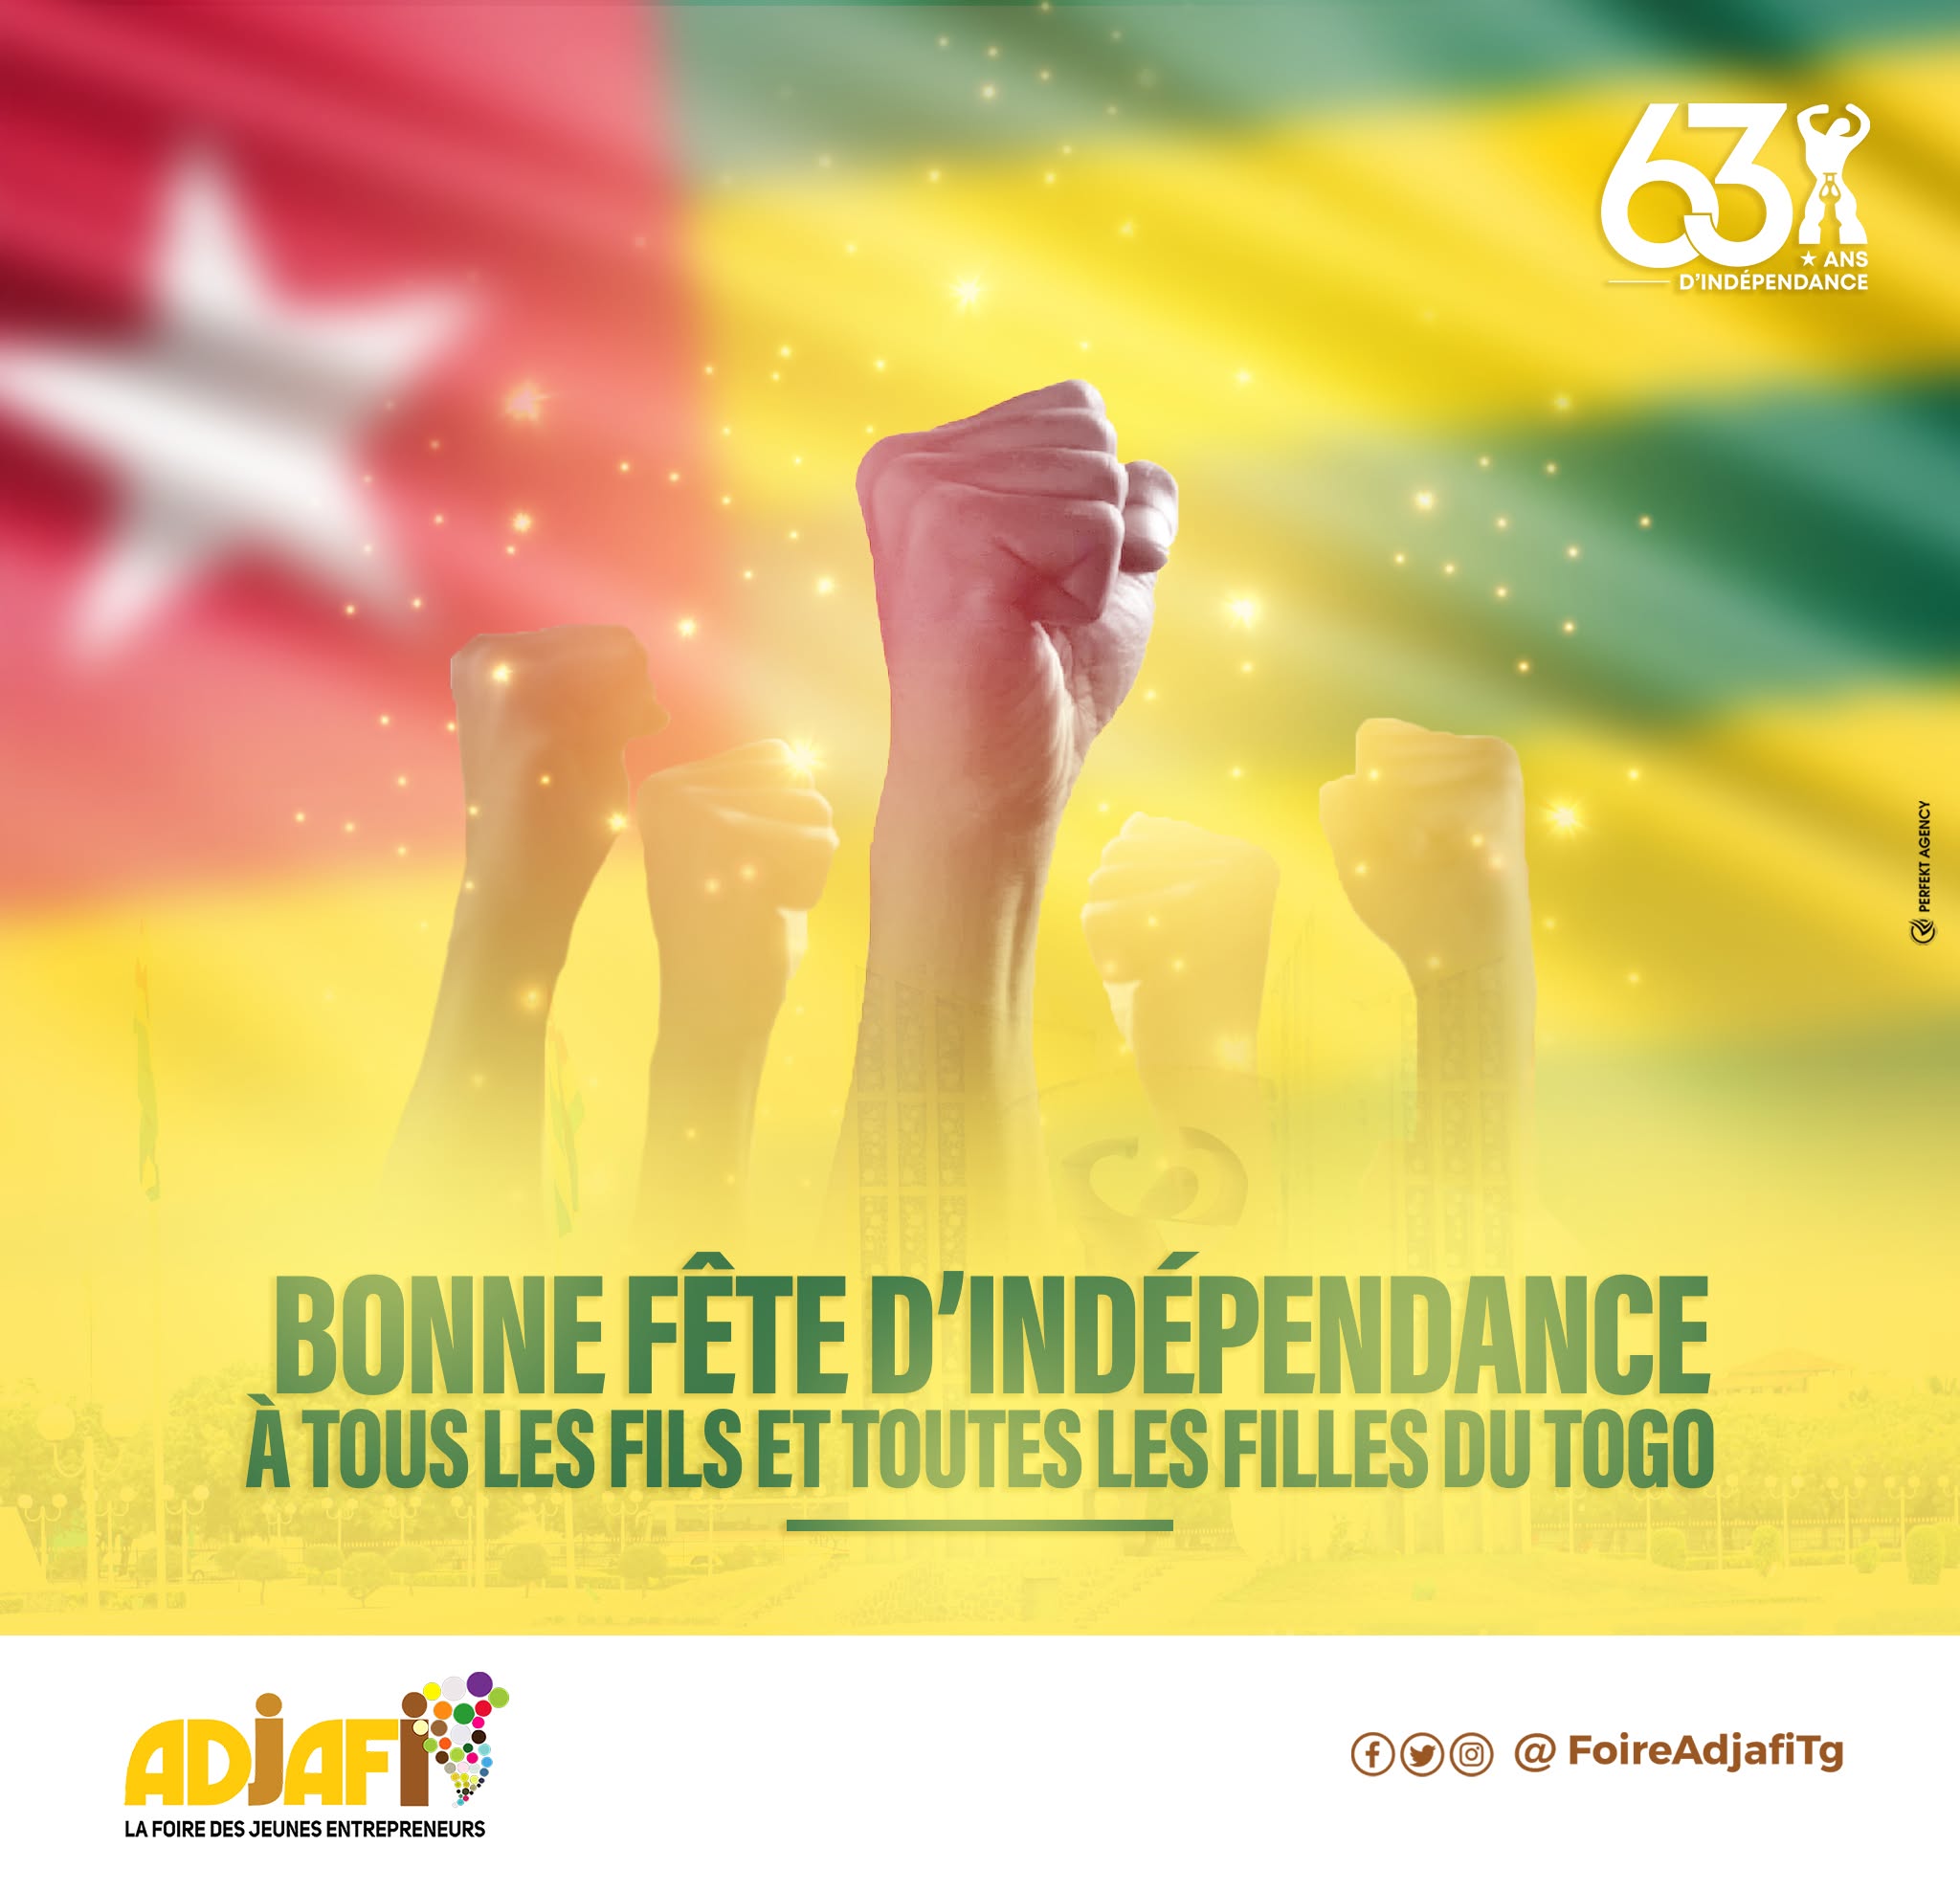 63
★ ANS
D'INDÉPENDANCE
PERFEKT AGENCY
BONNE FÊTE D'INDÉPENDANCE
À TOUS LES FILS ET TOUTES LES FILLES DU TOGO
ADJAFI
LA FOIRE DES JEUNES ENTREPRENEURS
@ FoireAdjafiTg